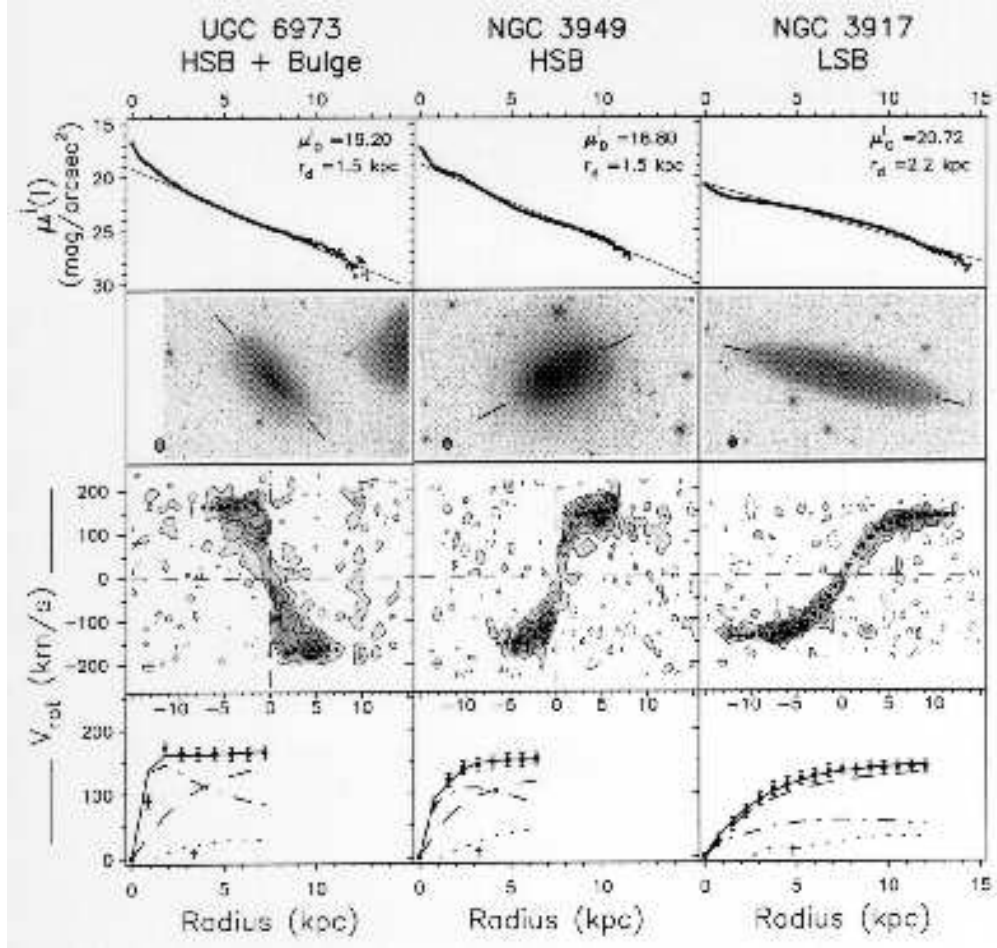 UGC 6973 NGC 3949 NGC 3917
HSB + Bulge HSB LSB
0 5 10 0 5 10 0 5 10 15
15
20
25
30
μⁱ(I)
(mag/arcsec²)
μⁱ₀ =19.20
r_d =1.5 kpc
μⁱ₀ =18.80
r_d =1.5 kpc
μⁱ₀ =20.72
r_d =2.2 kpc
200
100
0
−100
−200
V_rot (km/s)
−10 −5 0 5 10 −5 0 5 10 −10 −5 0 5 10
200
100
0
0 5 10 0 5 10 0 5 10 15
Radius (kpc) Radius (kpc) Radius (kpc)